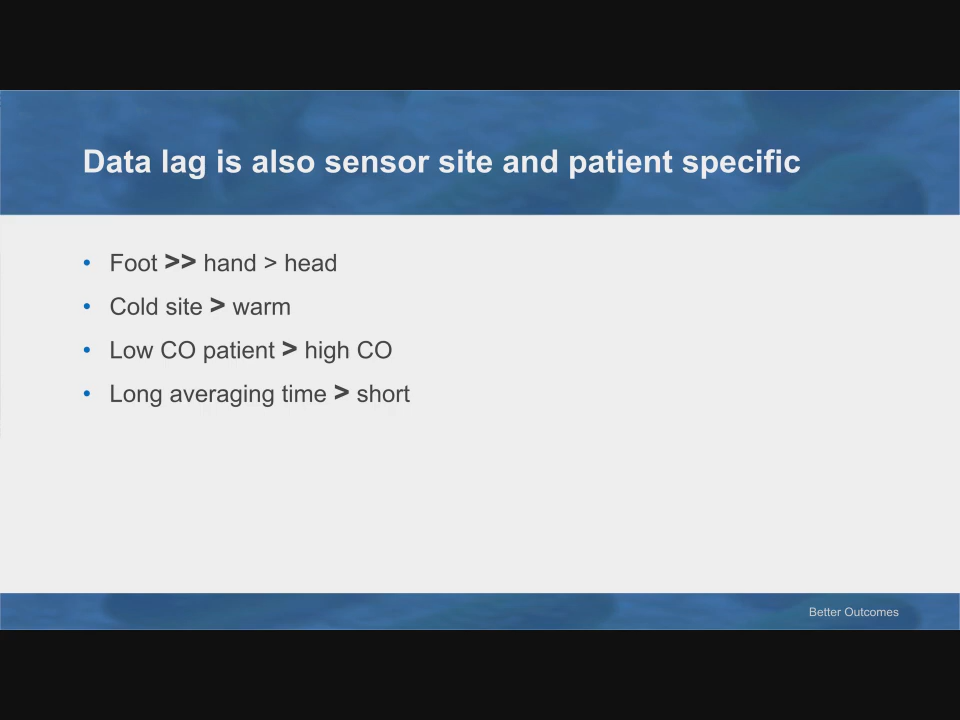 Data lag is also sensor site and patient specific
• Foot >> hand > head
• Cold site > warm
• Low CO patient > high CO
• Long averaging time > short
Better Outcomes